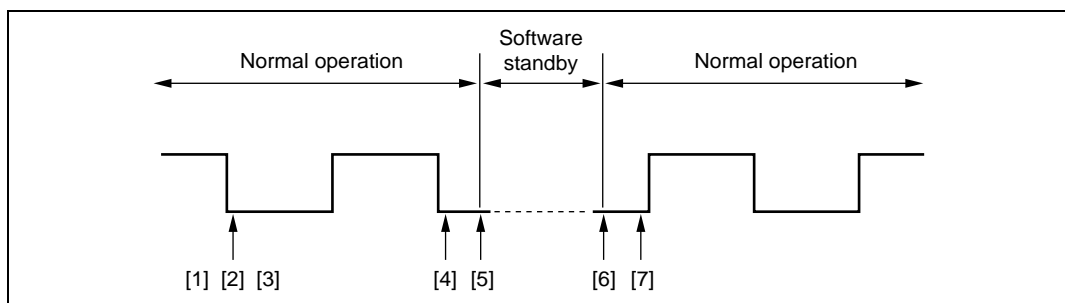 Software
Normal operation standby Normal operation
[1] [2] [3] [4] [5] [6] [7]